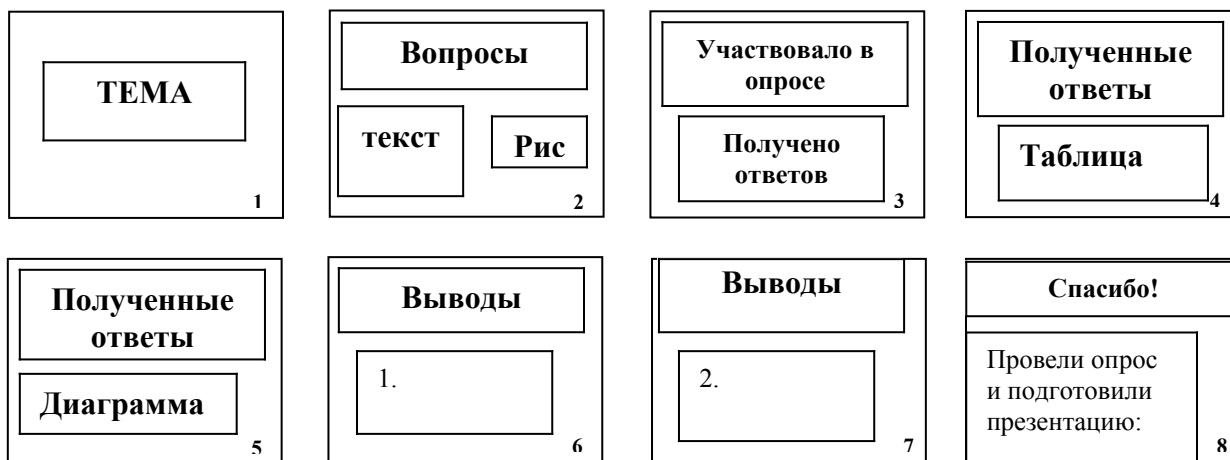 ТЕМА
1
Вопросы
текст
Рис
2
Участвовало в
опросе
Получено
ответов
3
Полученные
ответы
Таблица
4
Полученные
ответы
Диаграмма
5
Выводы
1.
6
Выводы
2.
7
Спасибо!
Провели опрос
и подготовили
презентацию:
8